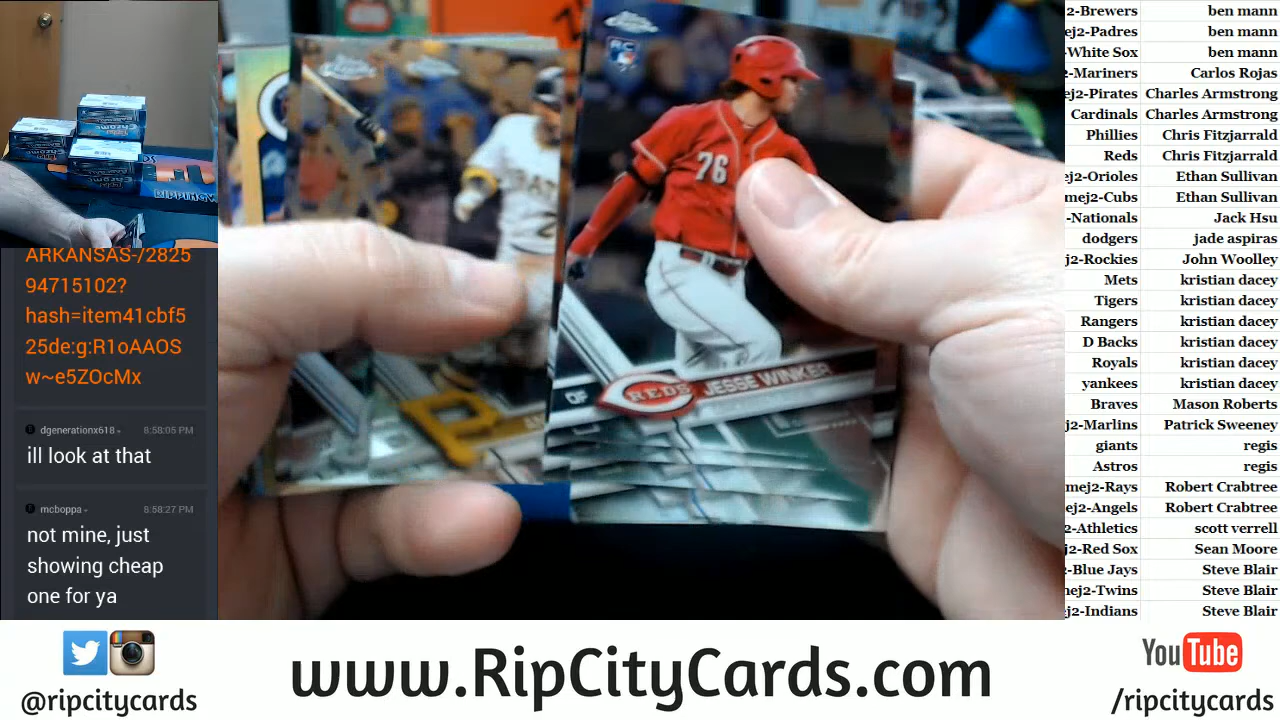 ARKANSAS-/2825
94715102?
hash=item41cbf5
25de:g:R1oAAOS
w~e5ZOcMx
dgenerationx618
8:58:05 PM
ill look at that
mcboppa
8:58:27 PM
not mine, just
showing cheap
one for ya
RC
76
OF REDS JESSE WINKER
P
2-Brewers ben mann
ej2-Padres ben mann
-White Sox ben mann
2-Mariners Carlos Rojas
ej2-Pirates Charles Armstrong
Cardinals Charles Armstrong
Phillies Chris Fitzjarrald
Reds Chris Fitzjarrald
ej2-Orioles Ethan Sullivan
mej2-Cubs Ethan Sullivan
-Nationals Jack Hsu
dodgers jade aspiras
j2-Rockies John Woolley
Mets kristian dacey
Tigers kristian dacey
Rangers kristian dacey
D Backs kristian dacey
Royals kristian dacey
yankees kristian dacey
Braves Mason Roberts
ej2-Marlins Patrick Sweeney
giants regis
Astros regis
mej2-Rays Robert Crabtree
ej2-Angels Robert Crabtree
2-Athletics scott verrell
j2-Red Sox Sean Moore
2-Blue Jays Steve Blair
nej2-Twins Steve Blair
ej2-Indians Steve Blair
@ripcitycards
www.RipCityCards.com
YouTube
/ripcitycards